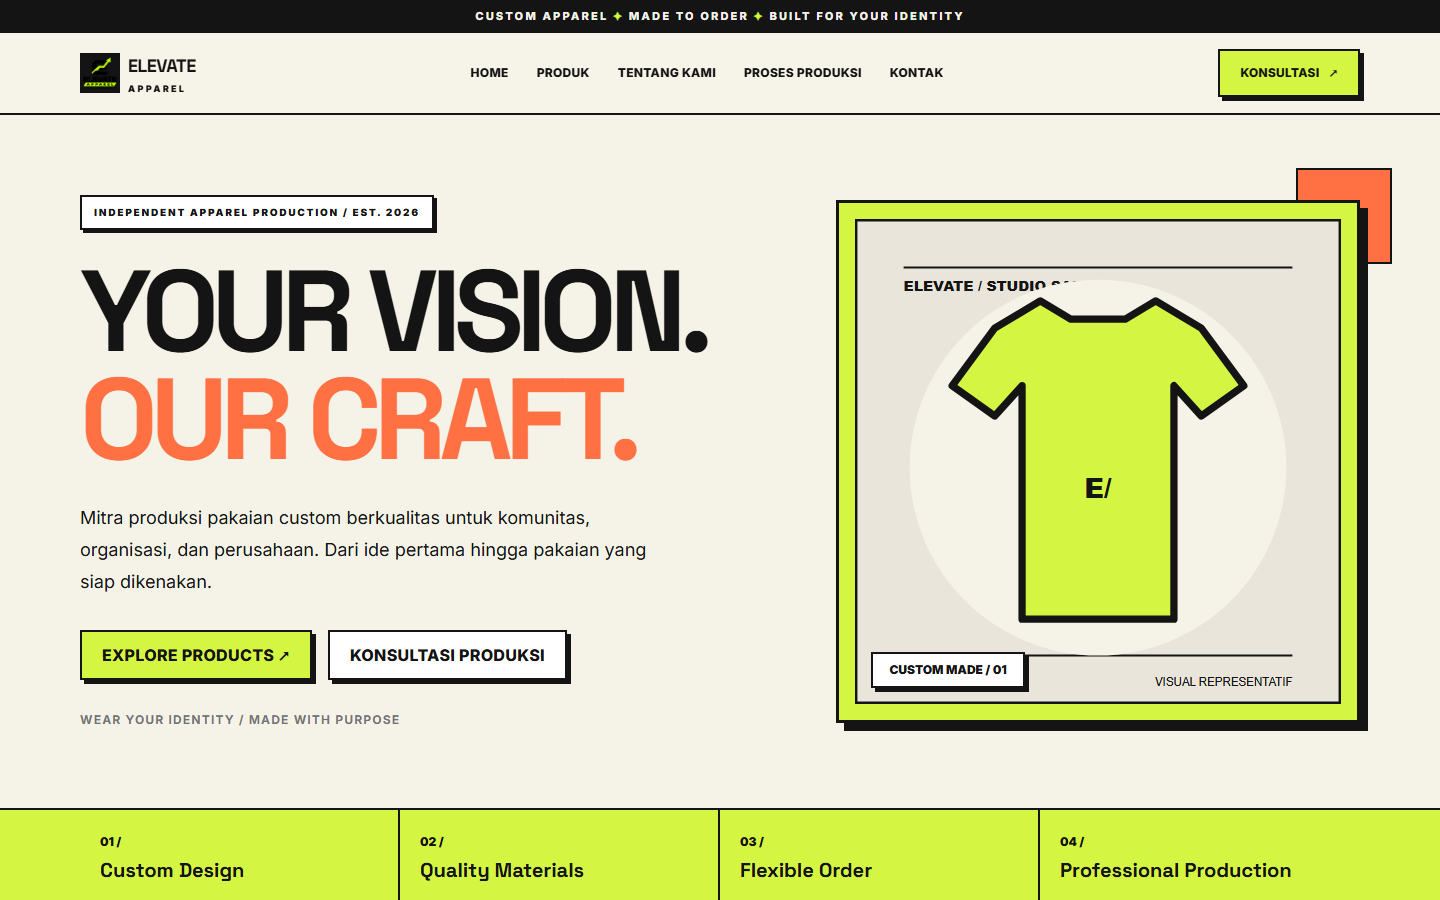 CUSTOM APPAREL ✦ MADE TO ORDER ✦ BUILT FOR YOUR IDENTITY
ELEVATE
APPAREL
HOME PRODUK TENTANG KAMI PROSES PRODUKSI KONTAK
KONSULTASI ↗
INDEPENDENT APPAREL PRODUCTION / EST. 2026
YOUR VISION.
OUR CRAFT.
Mitra produksi pakaian custom berkualitas untuk komunitas,
organisasi, dan perusahaan. Dari ide pertama hingga pakaian yang
siap dikenakan.
EXPLORE PRODUCTS ↗
KONSULTASI PRODUKSI
WEAR YOUR IDENTITY / MADE WITH PURPOSE
ELEVATE / STUDIO
E/
CUSTOM MADE / 01
VISUAL REPRESENTATIF
01 /
Custom Design
02 /
Quality Materials
03 /
Flexible Order
04 /
Professional Production